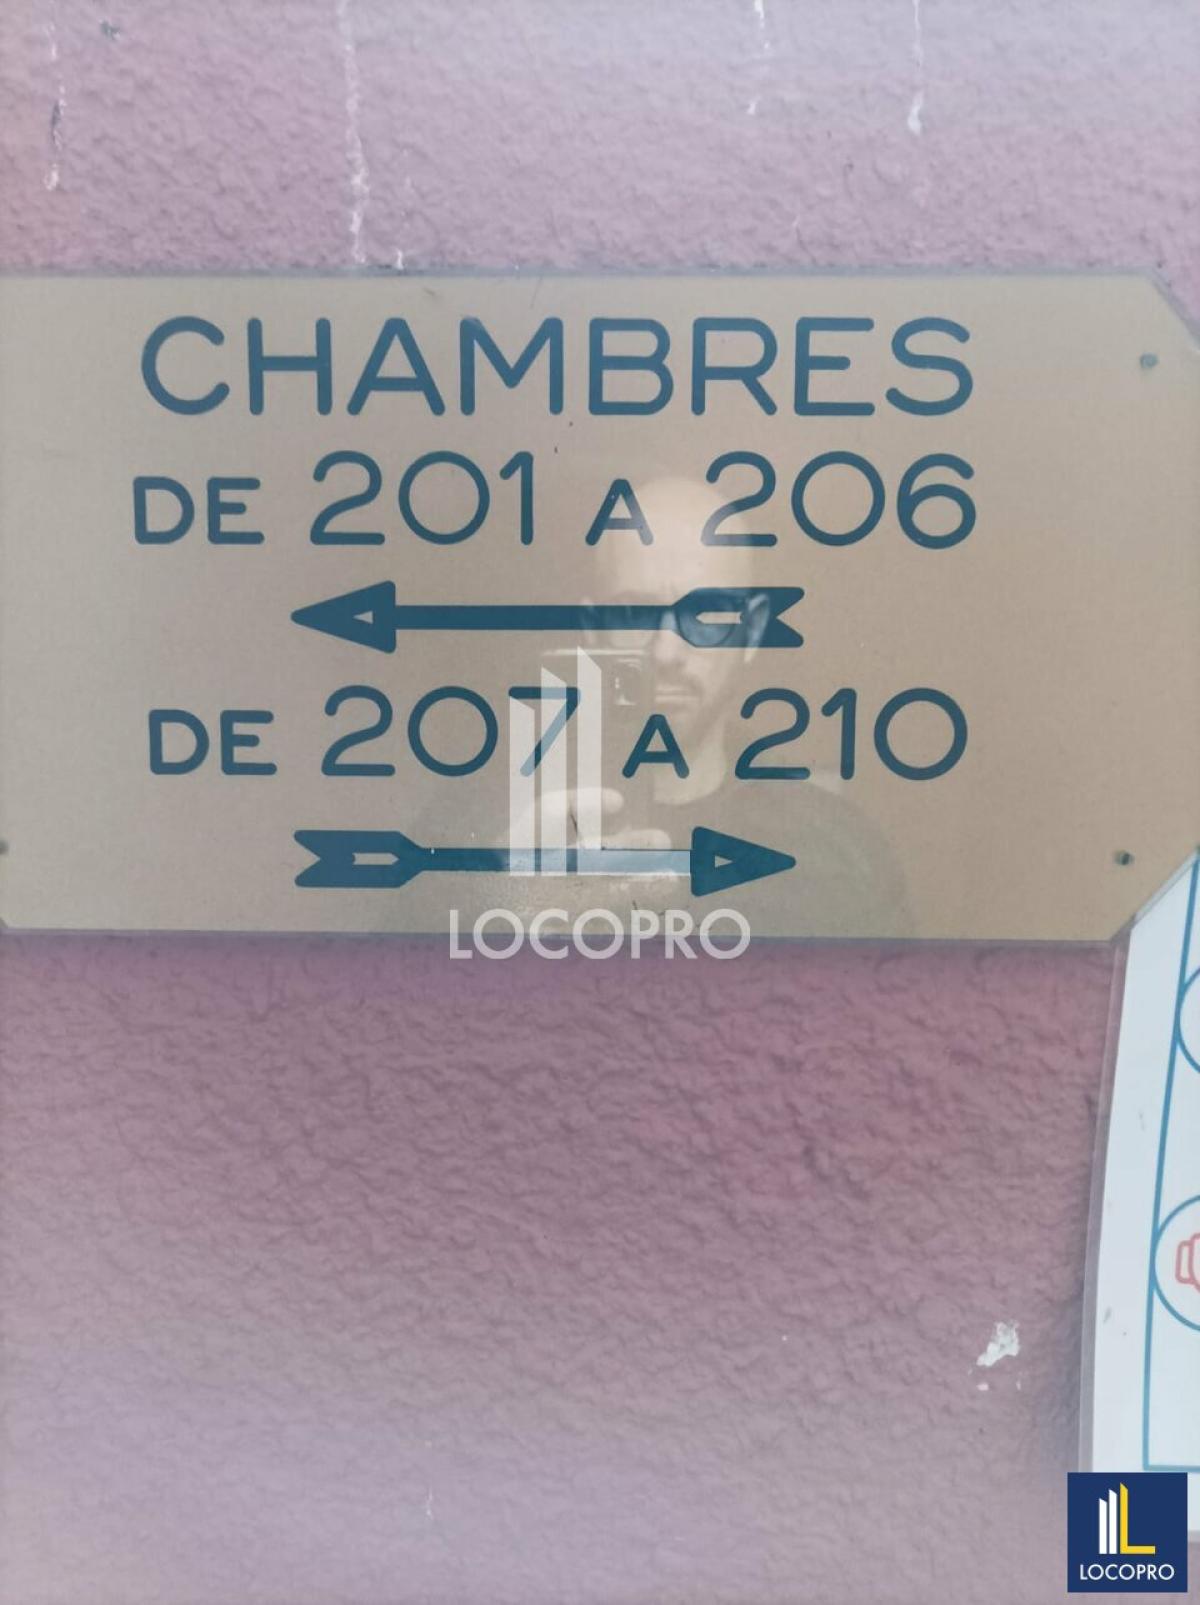 CHAMBRES
DE 201 A 206
DE 207 A 210
LOCOPRO
LOCOPRO